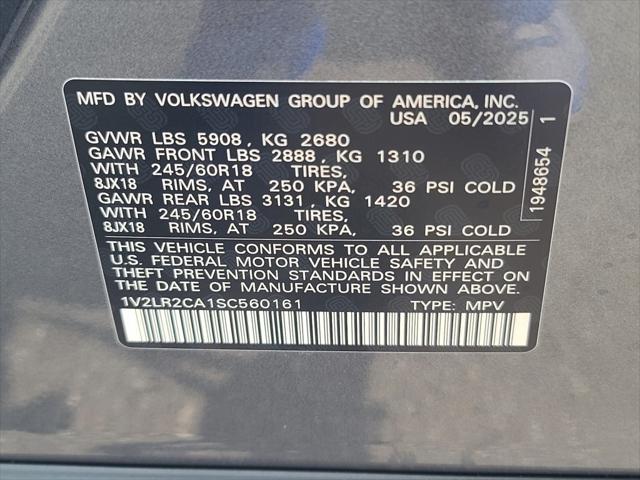 MFD BY VOLKSWAGEN GROUP OF AMERICA, INC.
USA 05/2025
GVWR LBS 5908, KG 2680
GAWR FRONT LBS 2888, KG 1310
WITH 245/60R18 TIRES,
8JX18 RIMS, AT 250 KPA, 36 PSI COLD
GAWR REAR LBS 3131, KG 1420
WITH 245/60R18 TIRES,
8JX18 RIMS, AT 250 KPA, 36 PSI COLD
THIS VEHICLE CONFORMS TO ALL APPLICABLE
U.S. FEDERAL MOTOR VEHICLE SAFETY AND
THEFT PREVENTION STANDARDS IN EFFECT ON
THE DATE OF MANUFACTURE SHOWN ABOVE.
1V2LR2CA1SC560161 TYPE: MPV
1948654 1